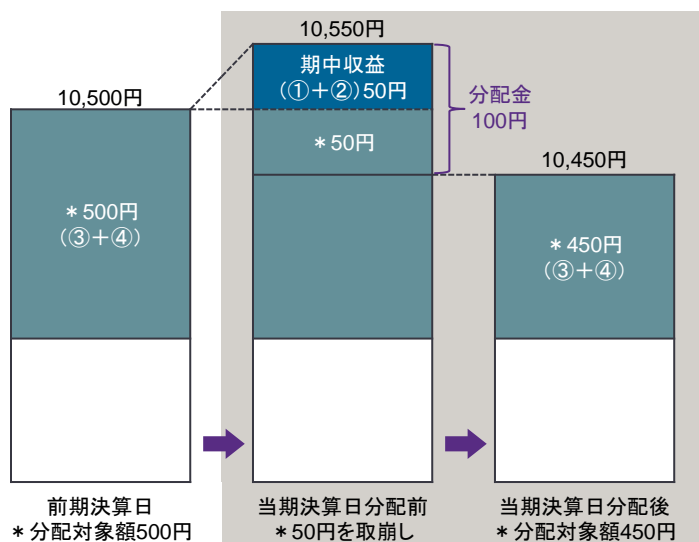 10,500円
＊500円
（③＋④）
前期決算日
＊分配対象額500円
10,550円
期中収益
（①＋②）50円
＊50円
分配金
100円
当期決算日分配前
＊50円を取崩し
10,450円
＊450円
（③＋④）
当期決算日分配後
＊分配対象額450円